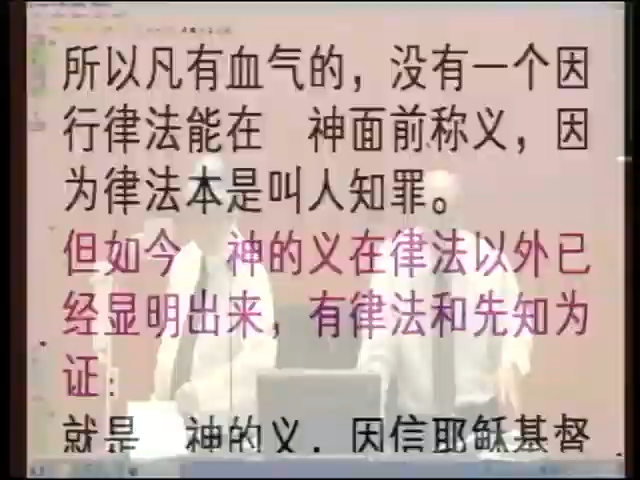 所以凡有血气的，没有一个因
行律法能在　神面前称义，因
为律法本是叫人知罪。
但如今　神的义在律法以外已
经显明出来，有律法和先知为
证：
就是　神的义，因信耶稣基督